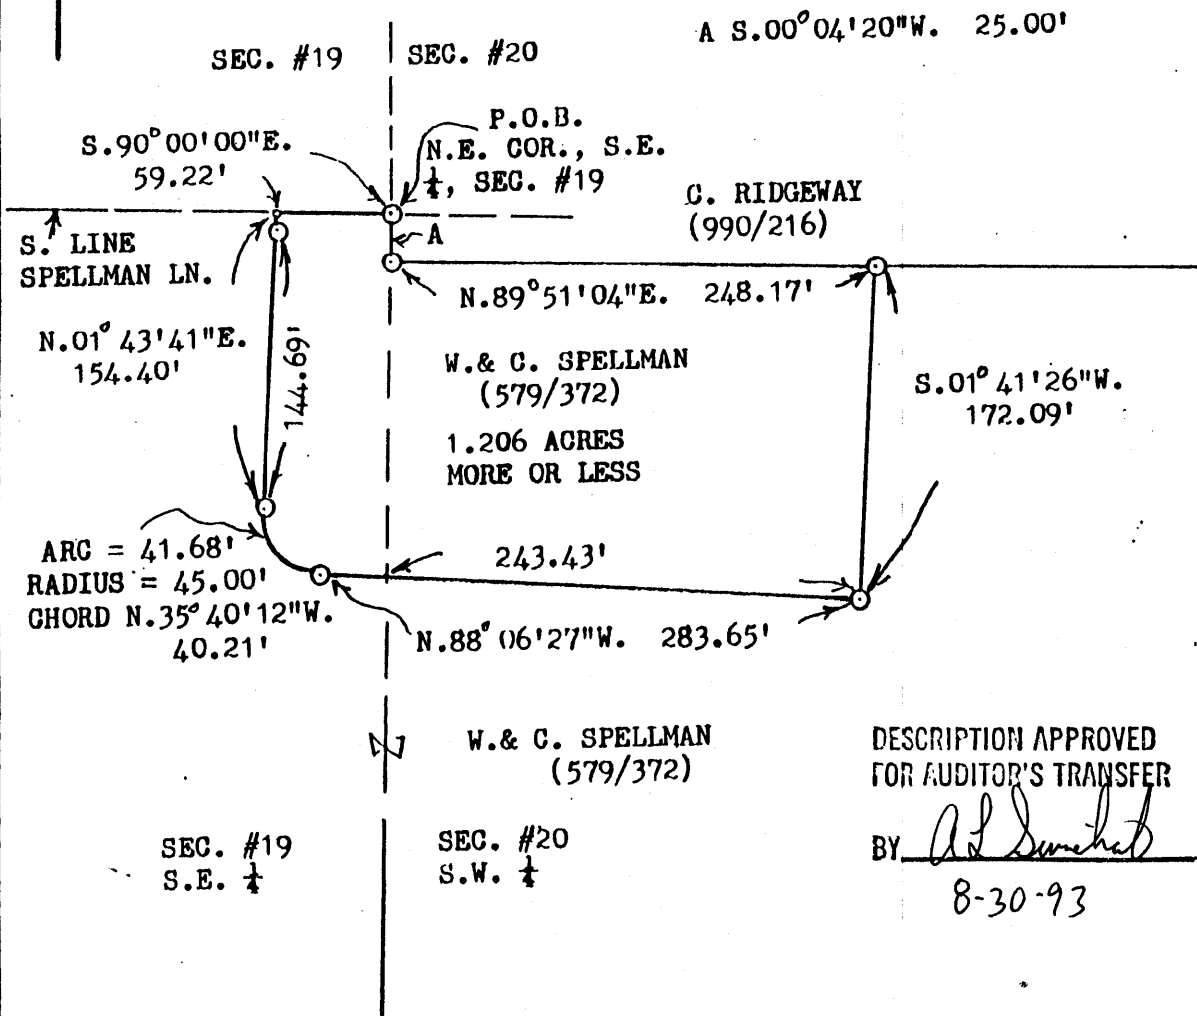 A S.00°04'20"W. 25.00'
SEC. #19
SEC. #20
P.O.B.
N.E. COR., S.E.
¼, SEC. #19
S.90°00'00"E.
59.22'
C. RIDGEWAY
(990/216)
A
S. LINE
SPELLMAN LN.
N.89°51'04"E. 248.17'
N.01°43'41"E.
154.40'
144.69'
W.& C. SPELLMAN
(579/372)
1.206 ACRES
MORE OR LESS
S.01°41'26"W.
172.09'
243.43'
ARC = 41.68'
RADIUS = 45.00'
CHORD N.35°40'12"W.
40.21'
N.88°06'27"W. 283.65'
W.& C. SPELLMAN
(579/372)
DESCRIPTION APPROVED
FOR AUDITOR'S TRANSFER
BY
8-30-93
SEC. #19
S.E. ¼
SEC. #20
S.W. ¼